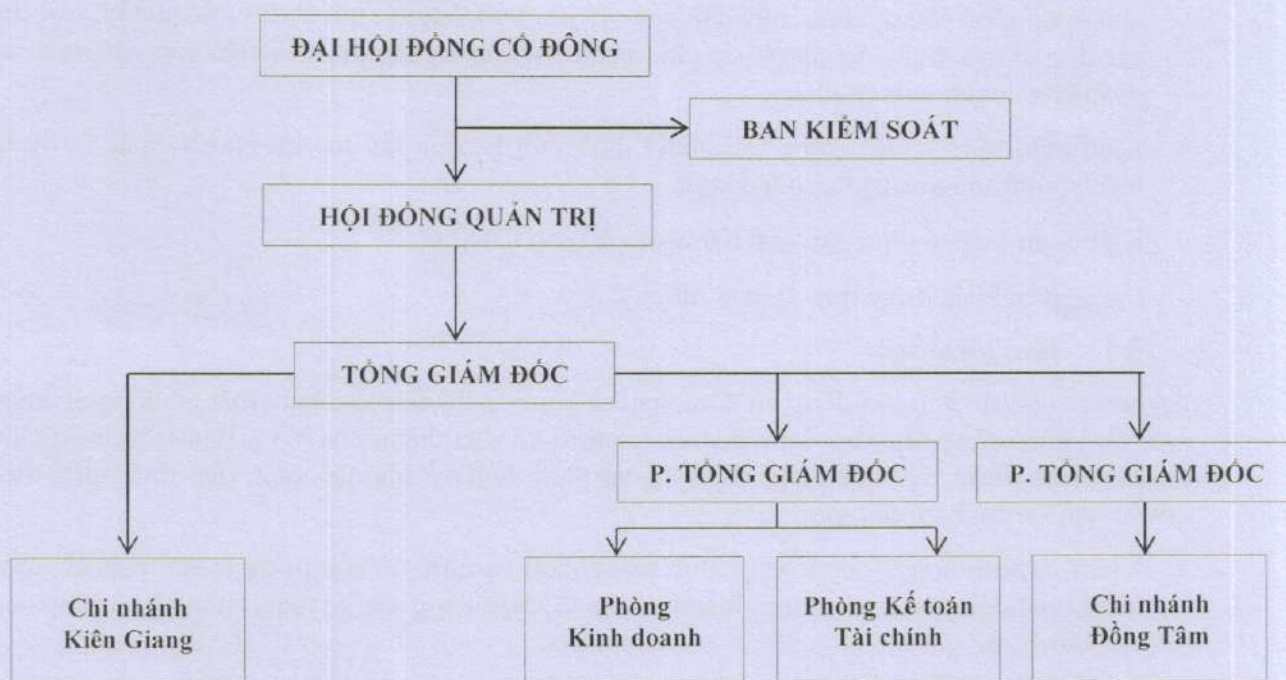 ĐẠI HỘI ĐỒNG CỔ ĐÔNG
BAN KIỂM SOÁT
HỘI ĐỒNG QUẢN TRỊ
TỔNG GIÁM ĐỐC
P. TỔNG GIÁM ĐỐC
P. TỔNG GIÁM ĐỐC
Chi nhánh
Kiên Giang
Phòng
Kinh doanh
Phòng Kế toán
Tài chính
Chi nhánh
Đồng Tâm